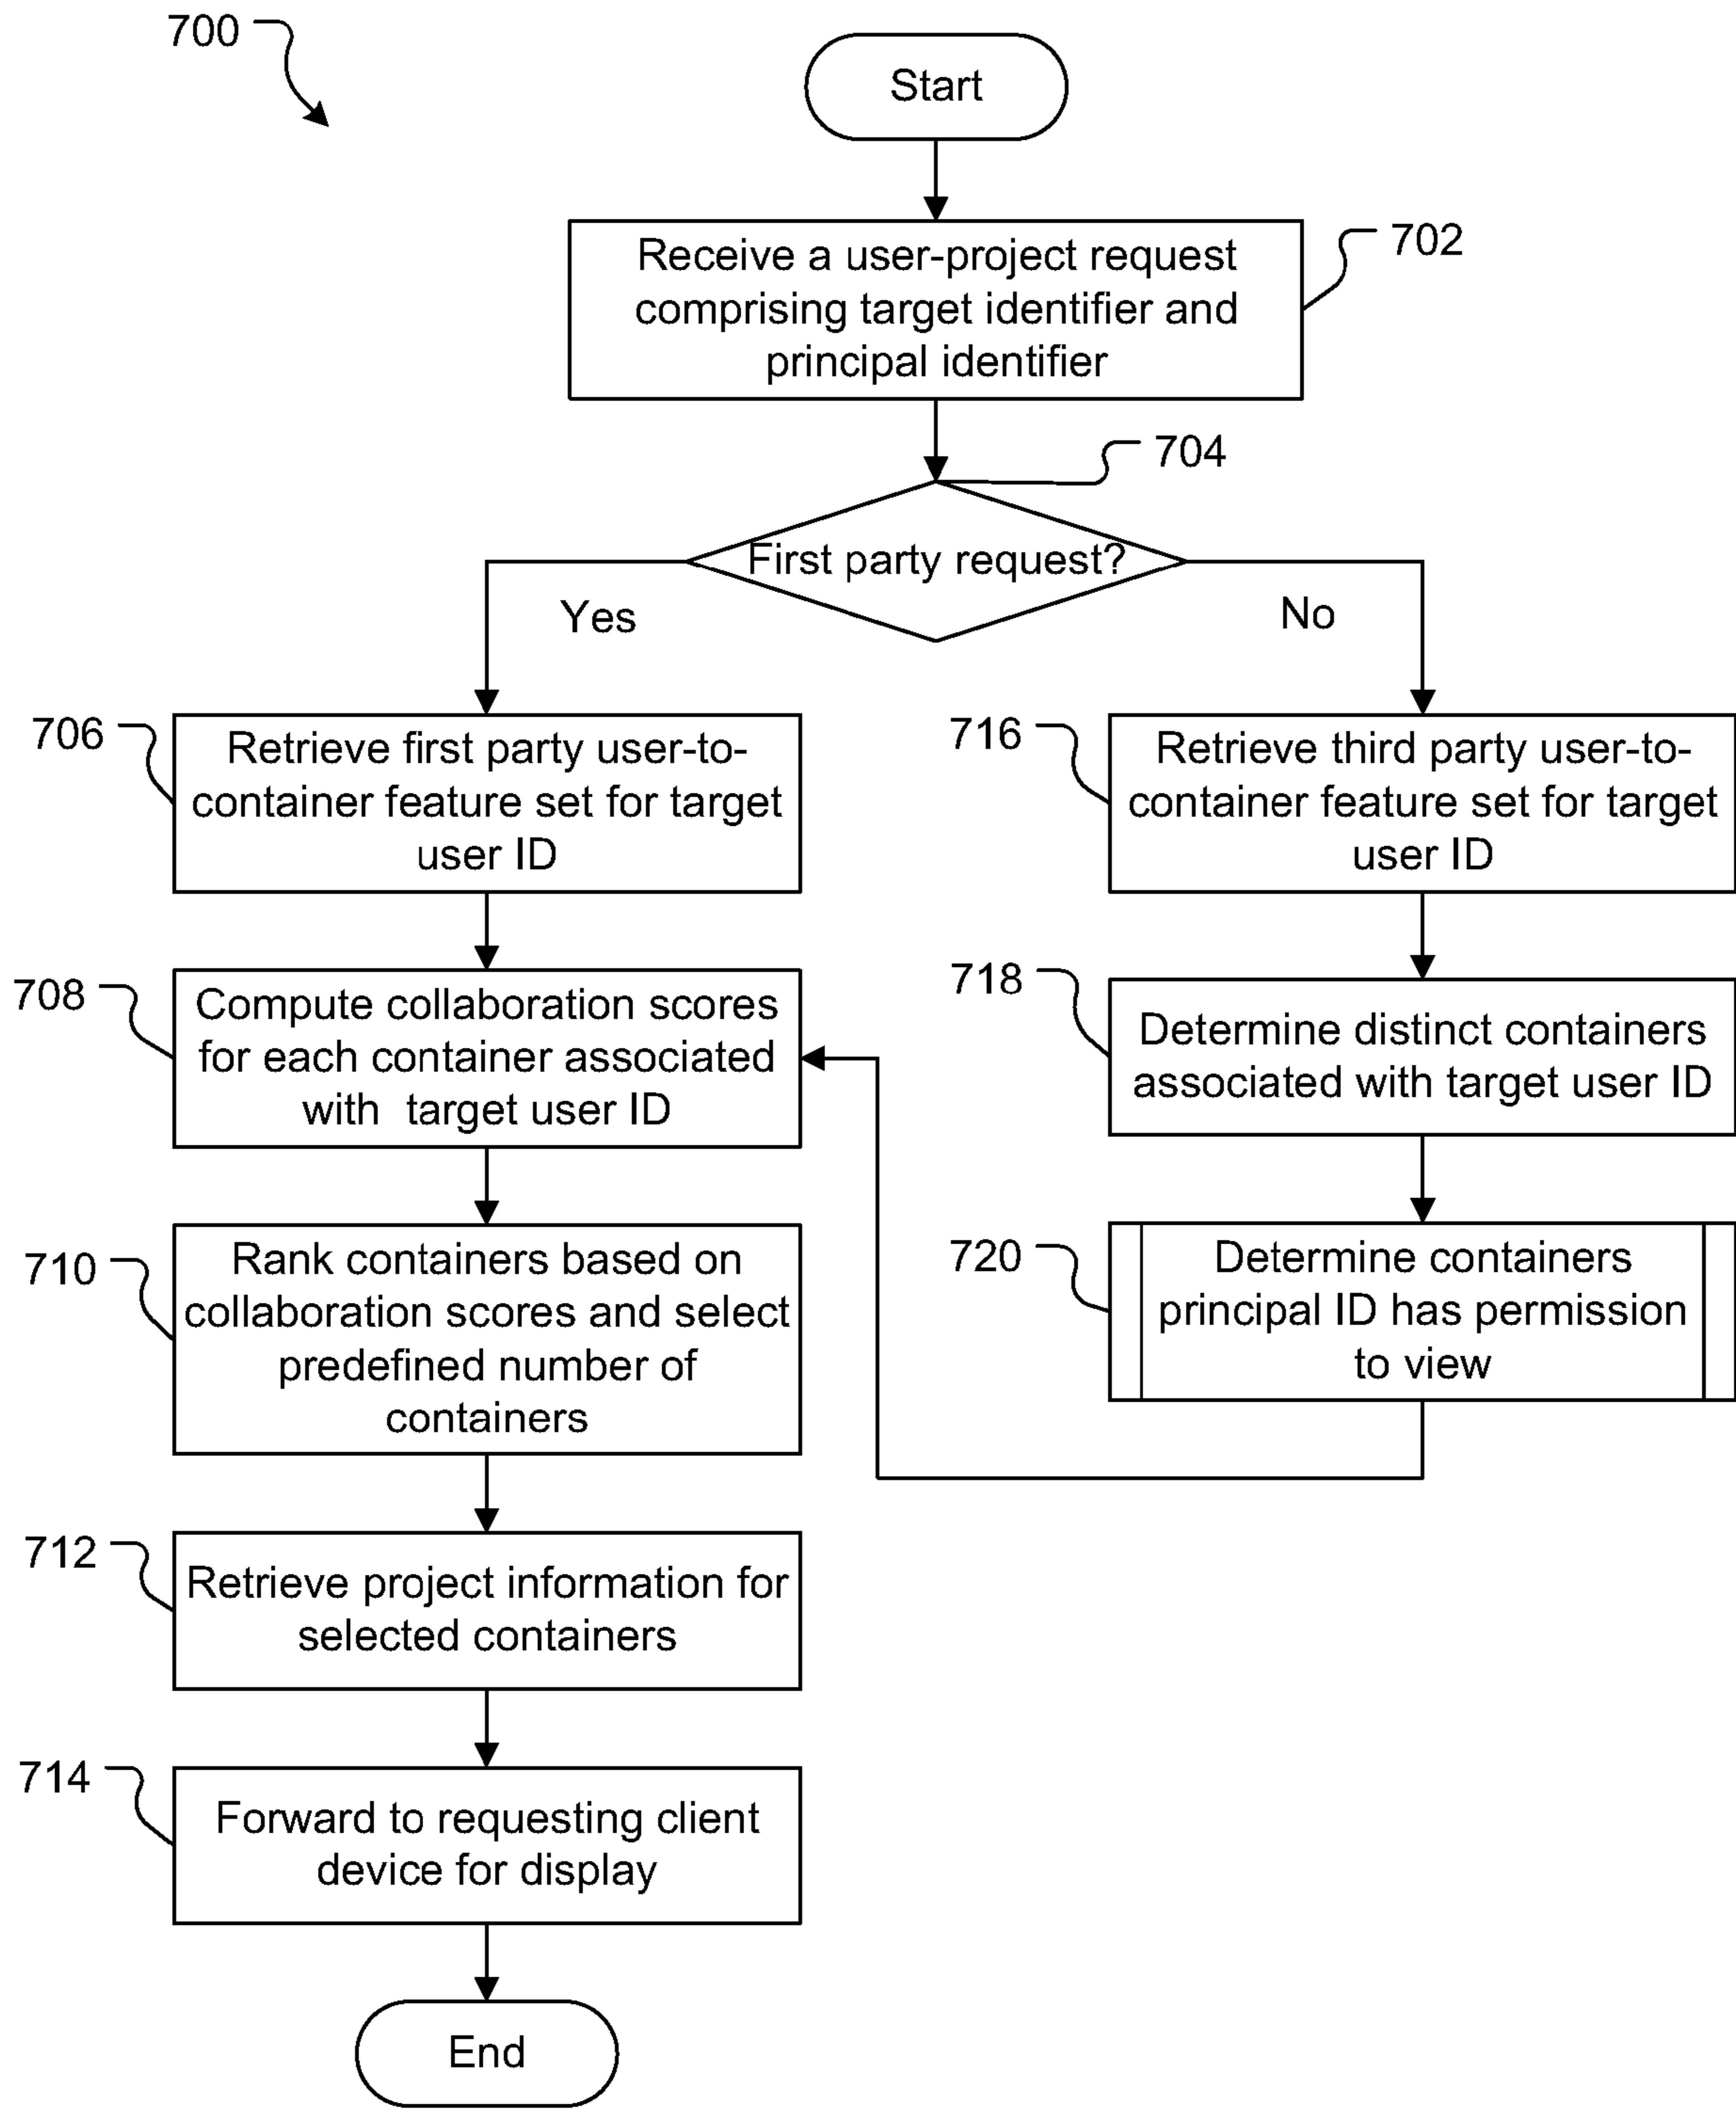 700
Start
Receive a user-project request
comprising target identifier and
principal identifier
702
704
First party request?
Yes
No
706
Retrieve first party user-to-
container feature set for target
user ID
716
Retrieve third party user-to-
container feature set for target
user ID
708
Compute collaboration scores
for each container associated
with target user ID
718
Determine distinct containers
associated with target user ID
710
Rank containers based on
collaboration scores and select
predefined number of
containers
720
Determine containers
principal ID has permission
to view
712
Retrieve project information for
selected containers
714
Forward to requesting client
device for display
End